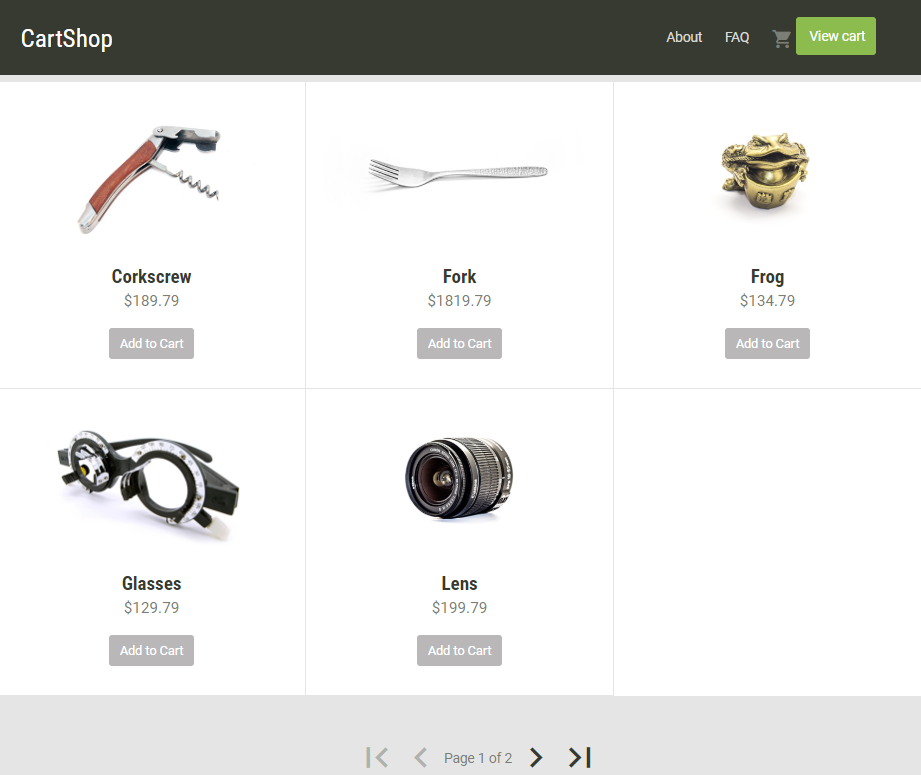 CartShop
About FAQ View cart
Corkscrew
$189.79
Add to Cart
Fork
$1819.79
Add to Cart
Frog
$134.79
Add to Cart
Glasses
$129.79
Add to Cart
Lens
$199.79
Add to Cart
Page 1 of 2